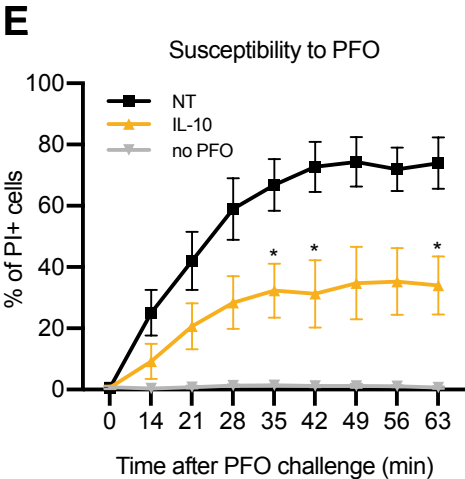 E
Susceptibility to PFO
% of PI+ cells
100
80
60
40
20
0
NT
IL-10
no PFO
* * *
0 14 21 28 35 42 49 56 63
Time after PFO challenge (min)